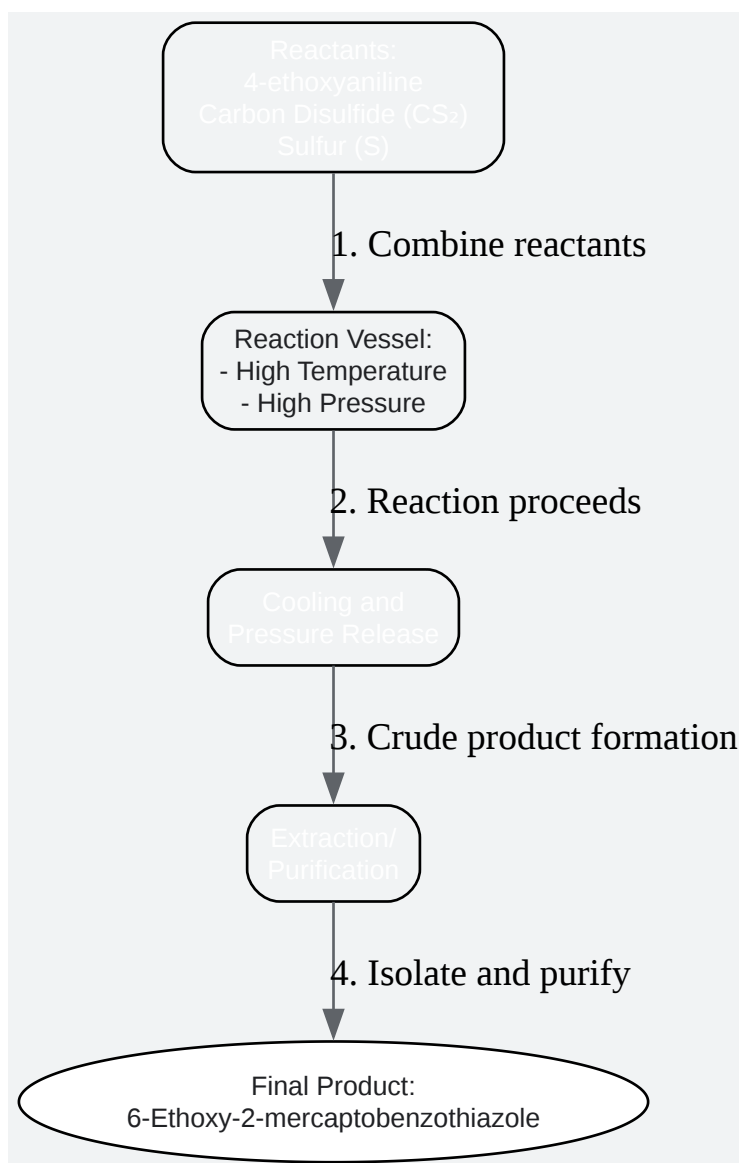 Reactants:
4-ethoxyaniline
Carbon Disulfide (CS₂)
Sulfur (S)
1. Combine reactants
Reaction Vessel:
- High Temperature
- High Pressure
2. Reaction proceeds
Cooling and
Pressure Release
3. Crude product formation
Extraction/
Purification
4. Isolate and purify
Final Product:
6-Ethoxy-2-mercaptobenzothiazole